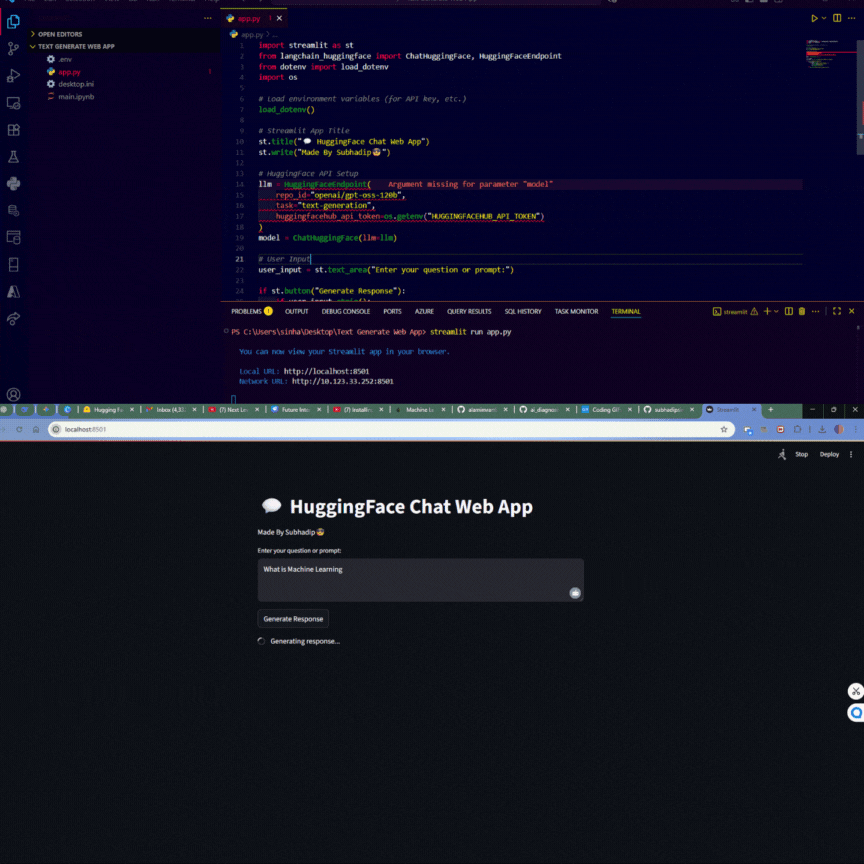 app.py 1
OPEN EDITORS
TEXT GENERATE WEB APP
.env
app.py 1
desktop.ini
main.ipynb
app.py > ...
1 import streamlit as st
2 from langchain_huggingface import ChatHuggingFace, HuggingFaceEndpoint
3 from dotenv import load_dotenv
4 import os
5
6 # Load environment variables (for API key, etc.)
7 load_dotenv()
8
9 # Streamlit App Title
10 st.title("💬 HuggingFace Chat Web App")
11 st.write("Made By Subhadip🤓")
12
13 # HuggingFace API Setup
14 llm = HuggingFaceEndpoint( Argument missing for parameter "model"
15 repo_id="openai/gpt-oss-120b",
16 task="text-generation",
17 huggingfacehub_api_token=os.getenv("HUGGINGFACEHUB_API_TOKEN")
18 )
19 model = ChatHuggingFace(llm=llm)
20
21 # User Input
22 user_input = st.text_area("Enter your question or prompt:")
23
24 if st.button("Generate Response"):
PROBLEMS 1 OUTPUT DEBUG CONSOLE PORTS AZURE QUERY RESULTS SQL HISTORY TASK MONITOR TERMINAL streamlit
PS C:\Users\sinha\Desktop\Text Generate Web App> streamlit run app.py
You can now view your Streamlit app in your browser.
Local URL: http://localhost:8501
Network URL: http://10.123.33.252:8501
Hugging F Inbox (4,33 (7) Next Le Future Into (7) Installin Machine Le alaminwari ai_diagnos Coding GIF subhadips Streamlit
localhost:8501
Stop Deploy
💬 HuggingFace Chat Web App
Made By Subhadip🤓
Enter your question or prompt:
What is Machine Learning
Generate Response
Generating response...